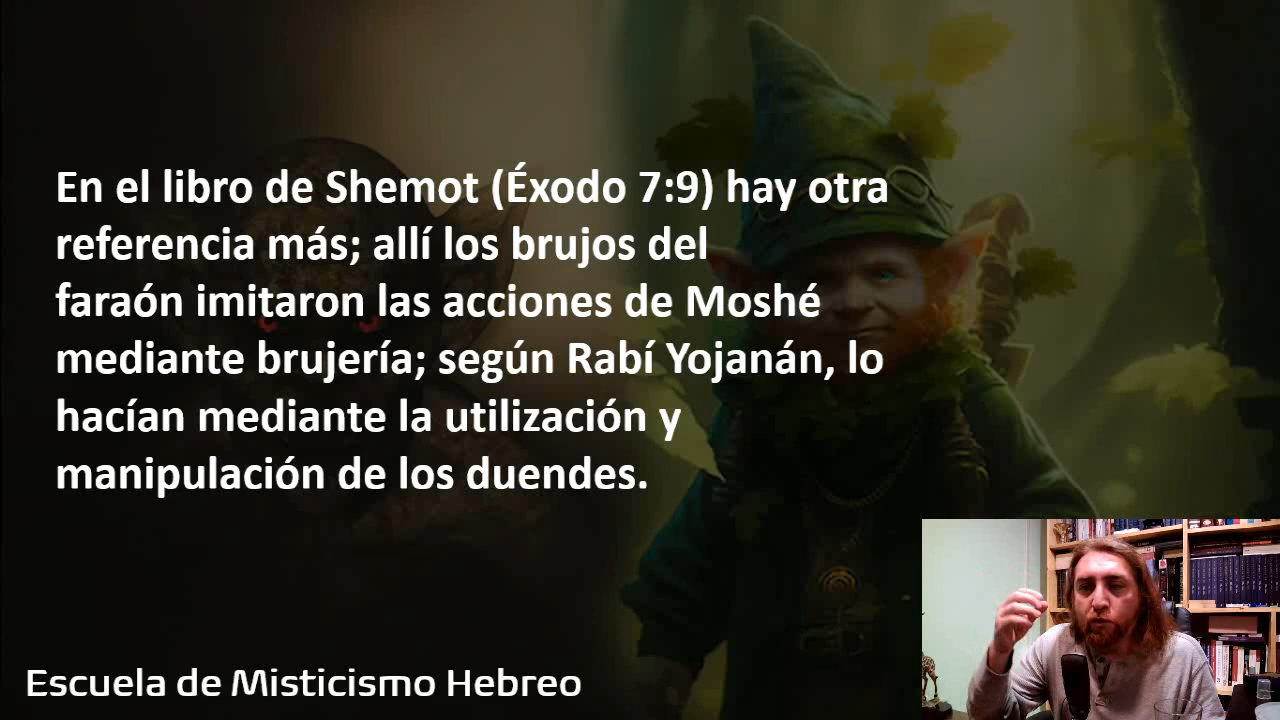 En el libro de Shemot (Éxodo 7:9) hay otra
referencia más; allí los brujos del
faraón imitaron las acciones de Moshé
mediante brujería; según Rabí Yojanán, lo
hacían mediante la utilización y
manipulación de los duendes.
Escuela de Misticismo Hebreo